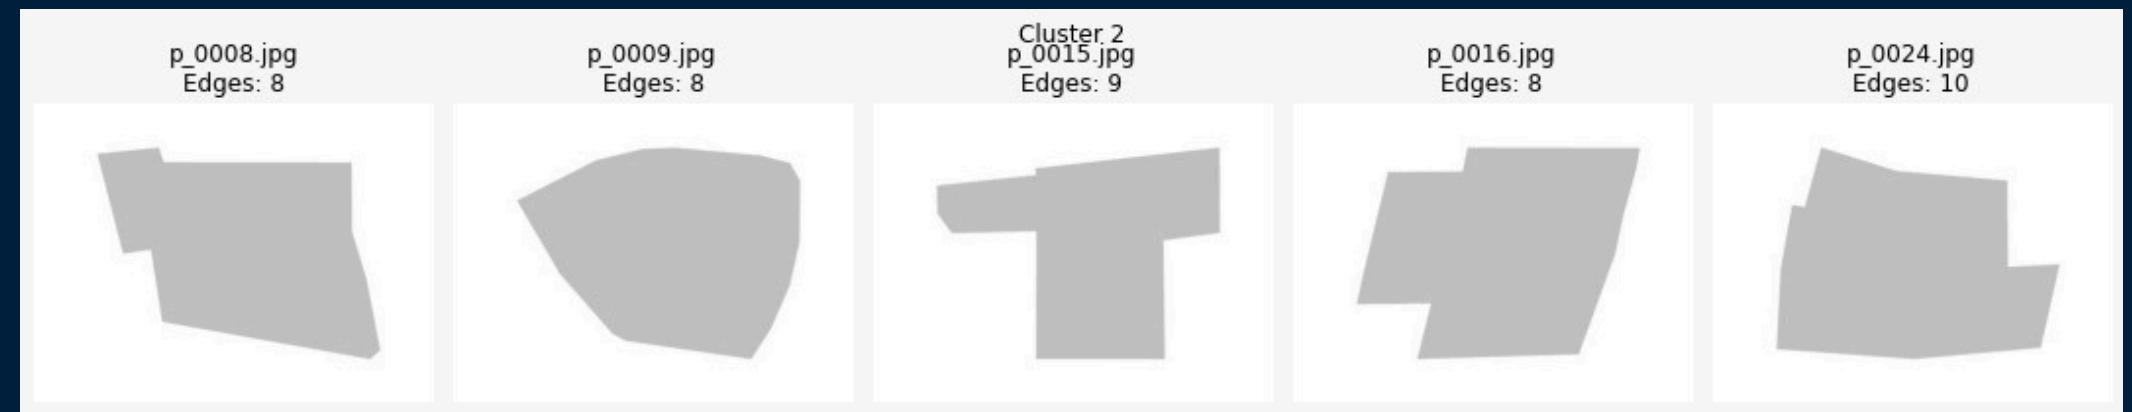 Cluster 2
p_0008.jpg
Edges: 8
p_0009.jpg
Edges: 8
p_0015.jpg
Edges: 9
p_0016.jpg
Edges: 8
p_0024.jpg
Edges: 10